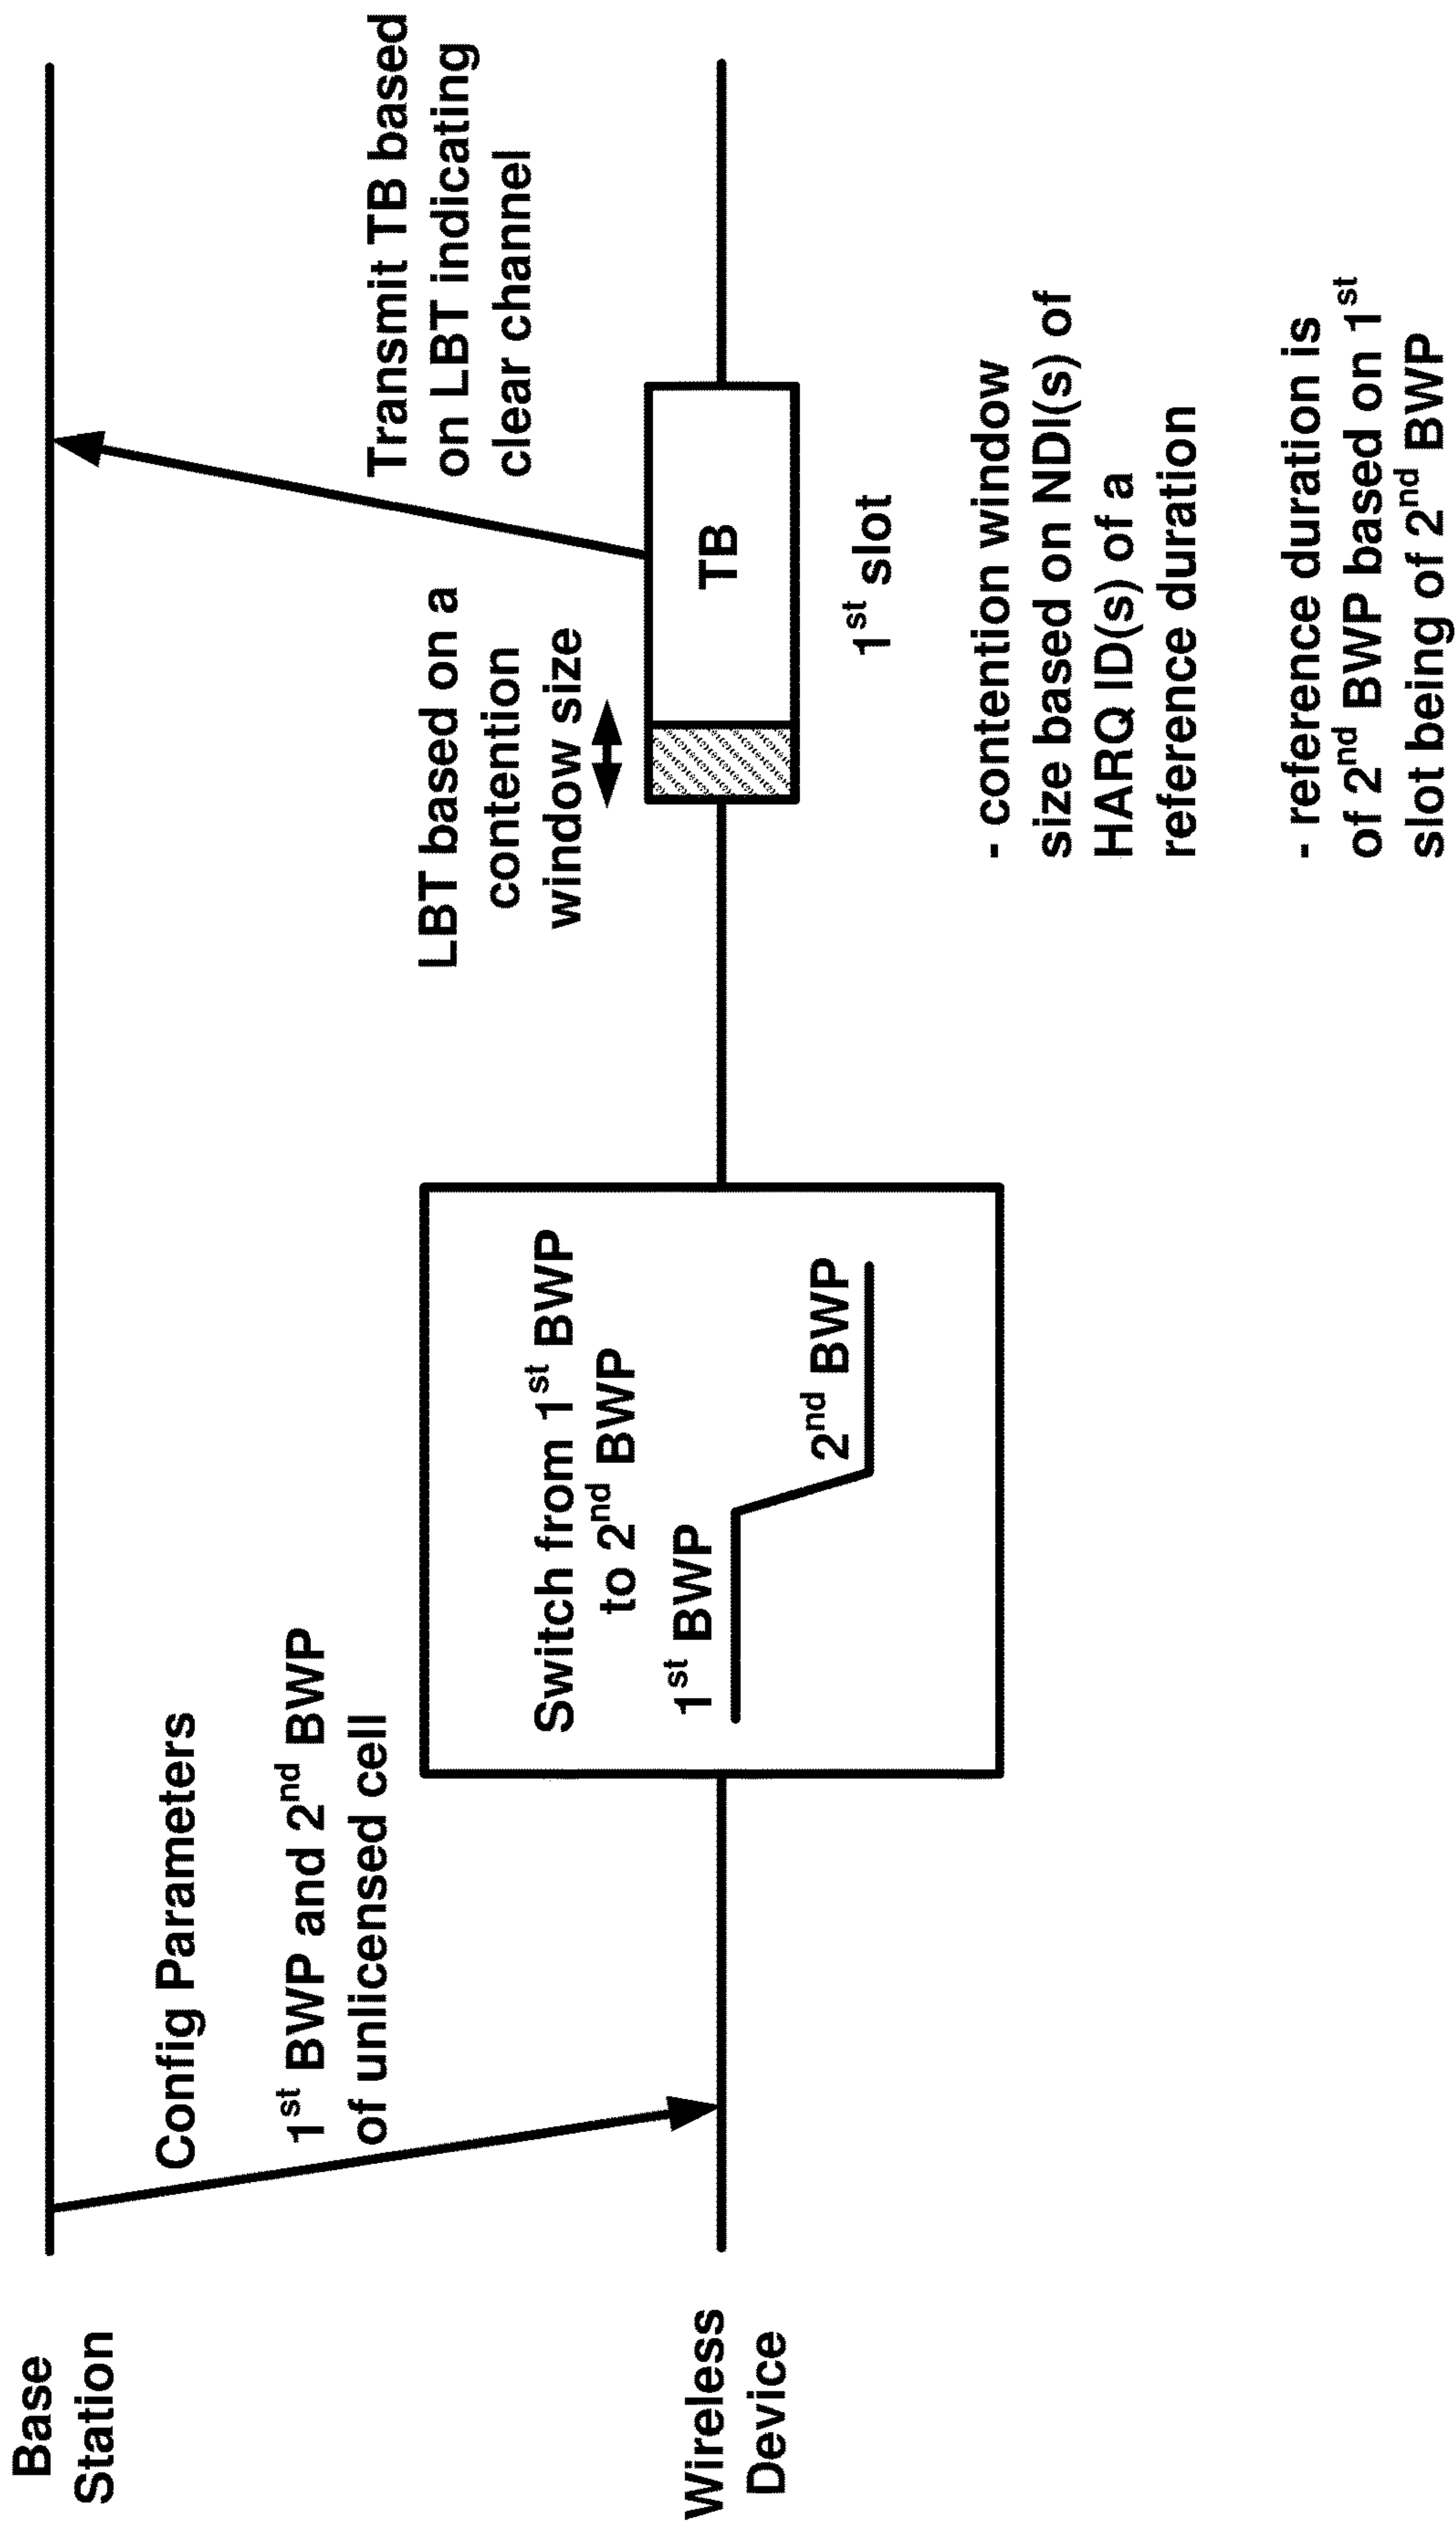 Base
Station
Config Parameters
1st BWP and 2nd BWP
of unlicensed cell
Wireless
Device
Switch from 1st BWP
to 2nd BWP
1st BWP
2nd BWP
LBT based on a
contention
window size
Transmit TB based
on LBT indicating
clear channel
TB
1st slot
- contention window
size based on NDI(s) of
HARQ ID(s) of a
reference duration
- reference duration is
of 2nd BWP based on 1st
slot being of 2nd BWP